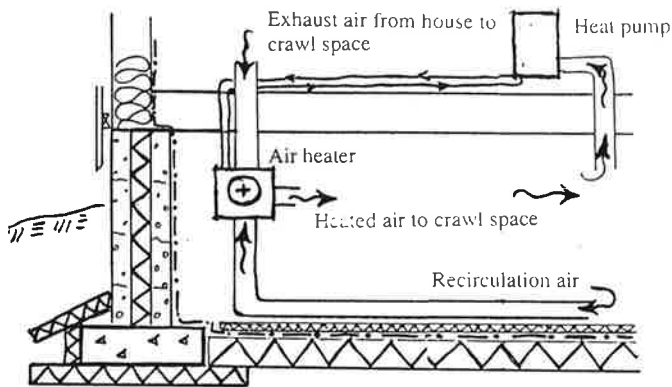 Exhaust air from house to
crawl space
Heat pump
Air heater
Heated air to crawl space
Recirculation air